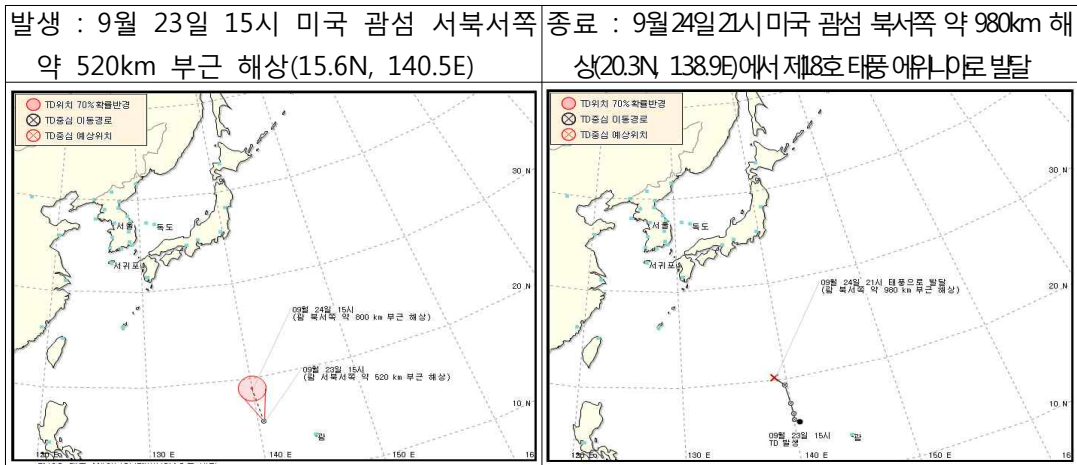 발생 : 9월 23일 15시 미국 괌섬 서북서쪽
약 520km 부근 해상(15.6N, 140.5E)
종료 : 9월 24일 21시 미국 괌섬 북서쪽 약 980km 해
상(20.3N, 138.9E)에서 제18호 태풍 에위니아로 발달
TD위치 70%확률반경
TD중심 이동경로
TD중심 예상위치
30 N
서울
독도
서귀포
20 N
09월 24일 15시
(괌 북서쪽 약 800 km 부근 해상)
09월 23일 15시
(괌 서북서쪽 약 520 km 부근 해상)
10 N
괌
120 E
130 E
140 E
150 E
16
TD위치 70%확률반경
TD중심 이동경로
TD중심 예상위치
30 N
서울
독도
서귀포
09월 24일 21시 태풍으로 발달
(괌 북서쪽 약 980 km 부근 해상)
20 N
10 N
09월 23일 15시
TD 발생
괌
120 E
130 E
140 E
150 E
16